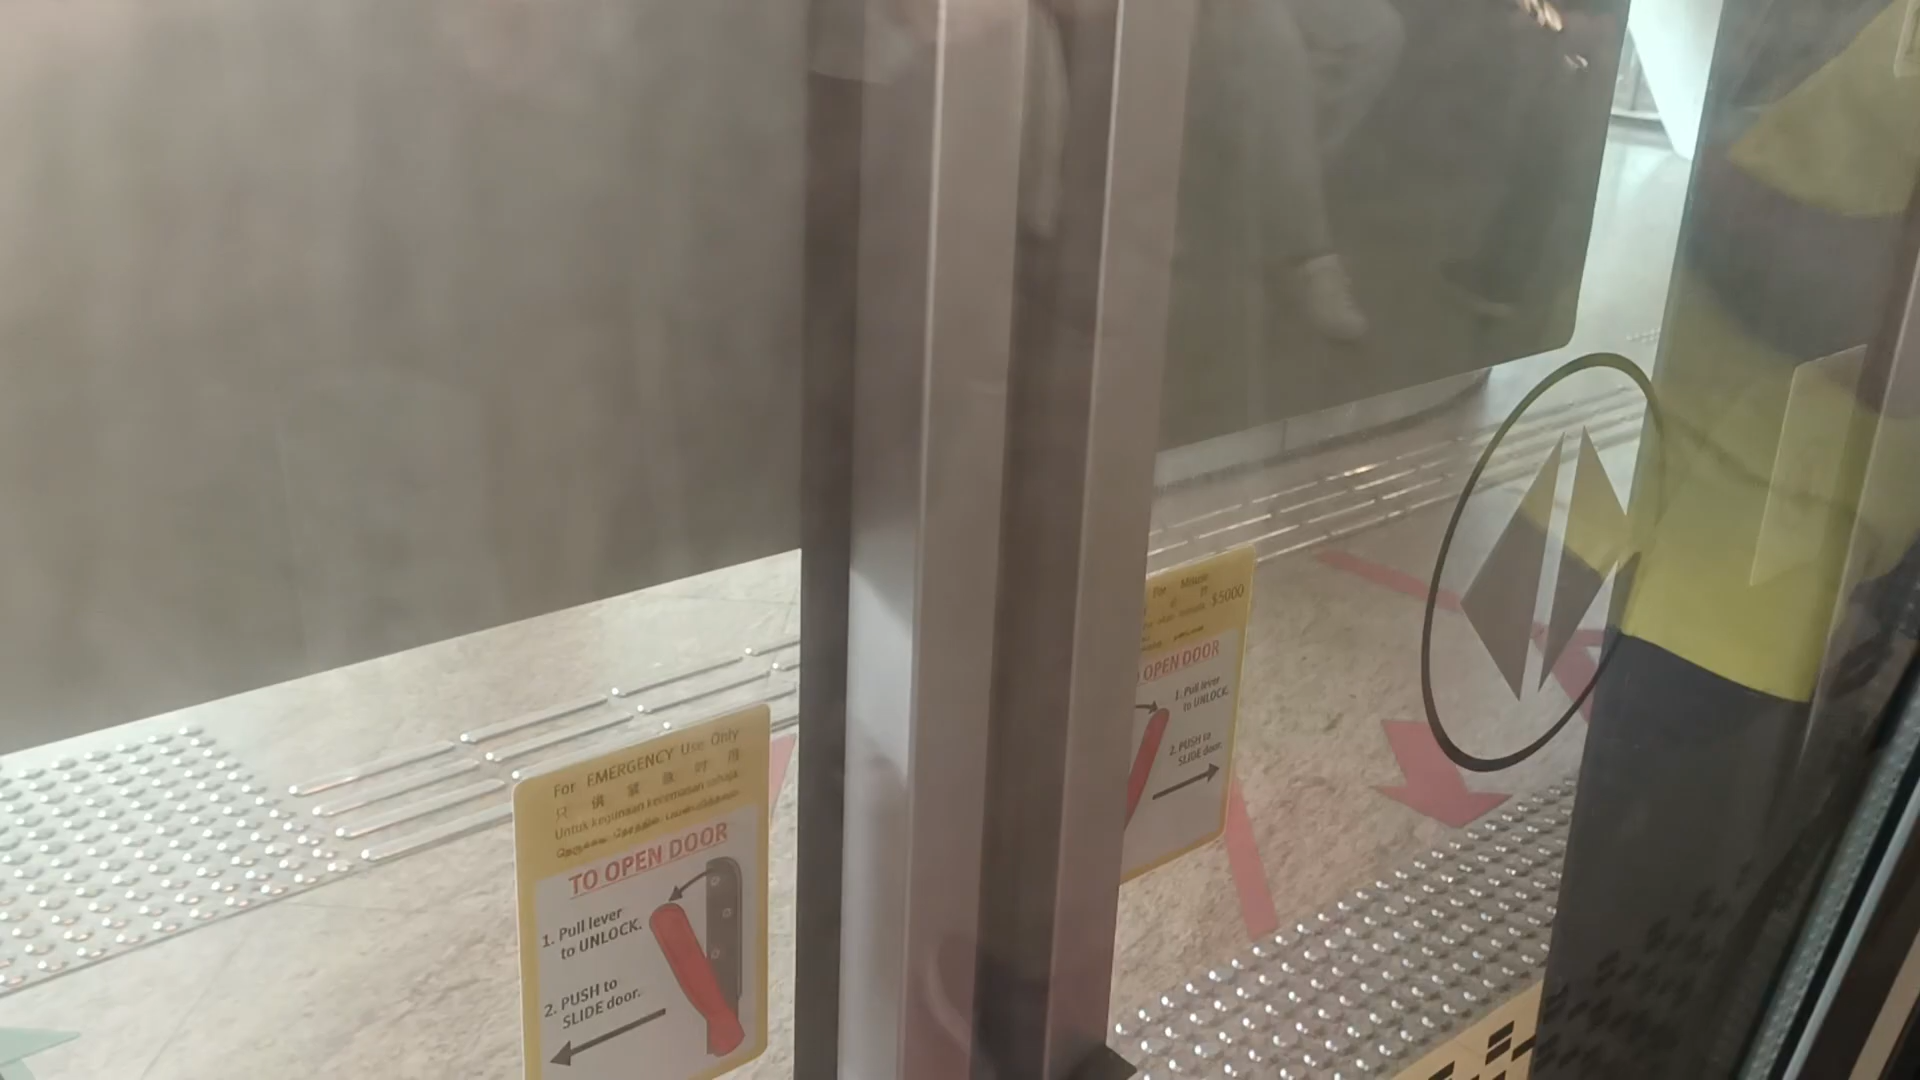 For EMERGENCY Use Only
只 供 紧 急 时 用
Untuk kegunaan kecemasan sahaja
TO OPEN DOOR
1. Pull lever
to UNLOCK.
2. PUSH to
SLIDE door.
For Misuse
$5000
OPEN DOOR
1. Pull lever
to UNLOCK.
2. PUSH to
SLIDE door.